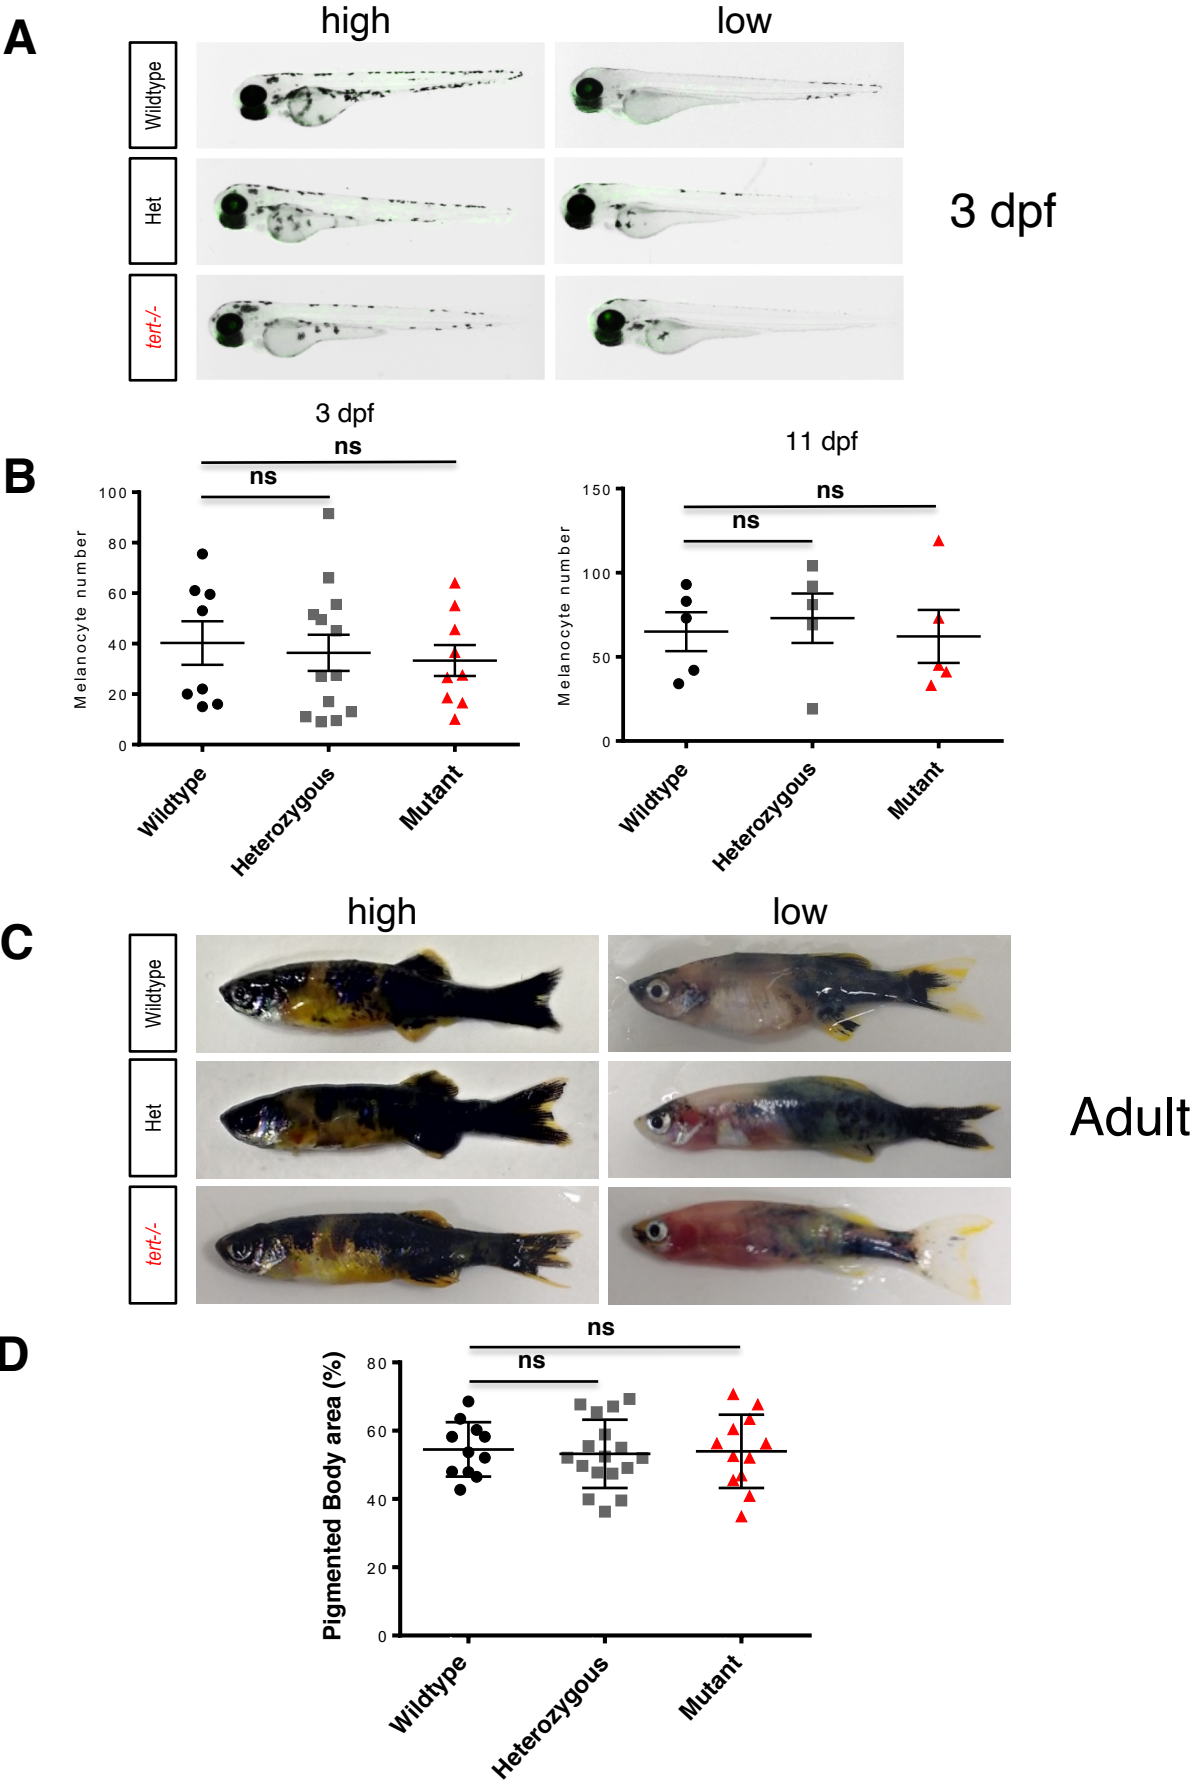 A
high
low
Wildtype
Het
tert-/-
3 dpf
B
3 dpf
ns
ns
Melanocyte number
100
80
60
40
20
0
Wildtype
Heterozygous
Mutant
11 dpf
ns
ns
Melanocyte number
150
100
50
0
Wildtype
Heterozygous
Mutant
C
high
low
Wildtype
Het
tert-/-
Adult
D
ns
ns
Pigmented Body area (%)
80
60
40
20
0
Wildtype
Heterozygous
Mutant